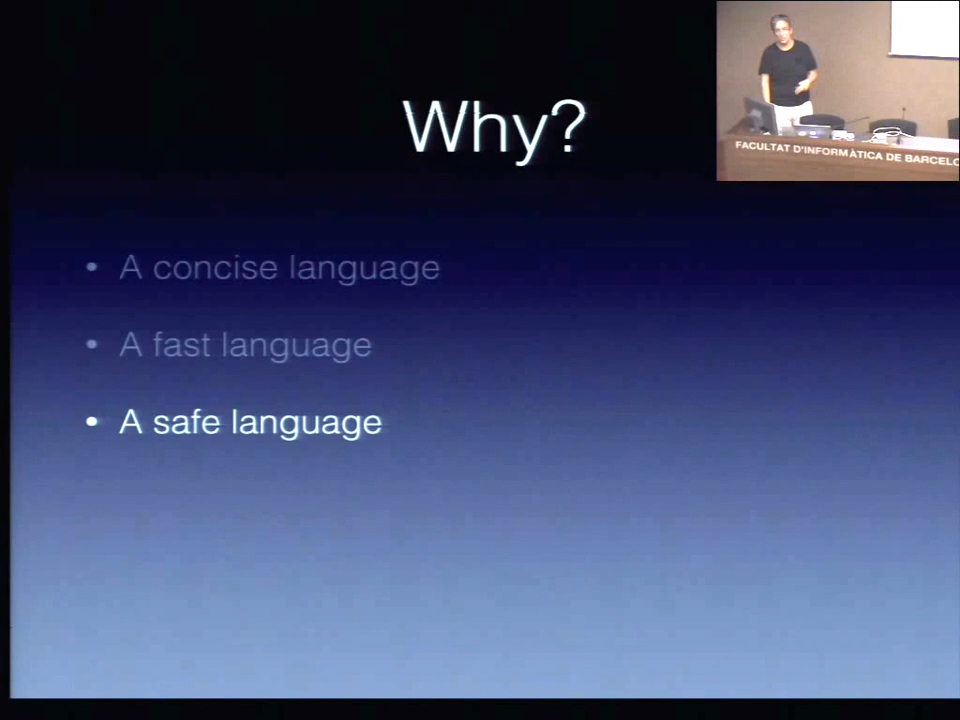 Why?
FACULTAT D'INFORMÀTICA DE BARCELO
• A concise language
• A fast language
• A safe language